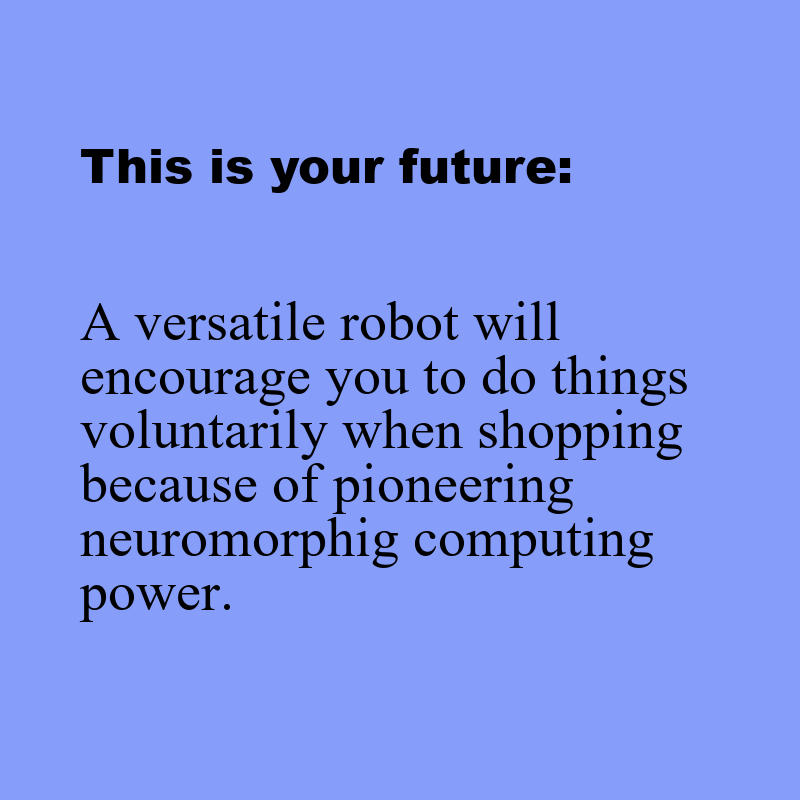 This is your future:
A versatile robot will
encourage you to do things
voluntarily when shopping
because of pioneering
neuromorphig computing
power.